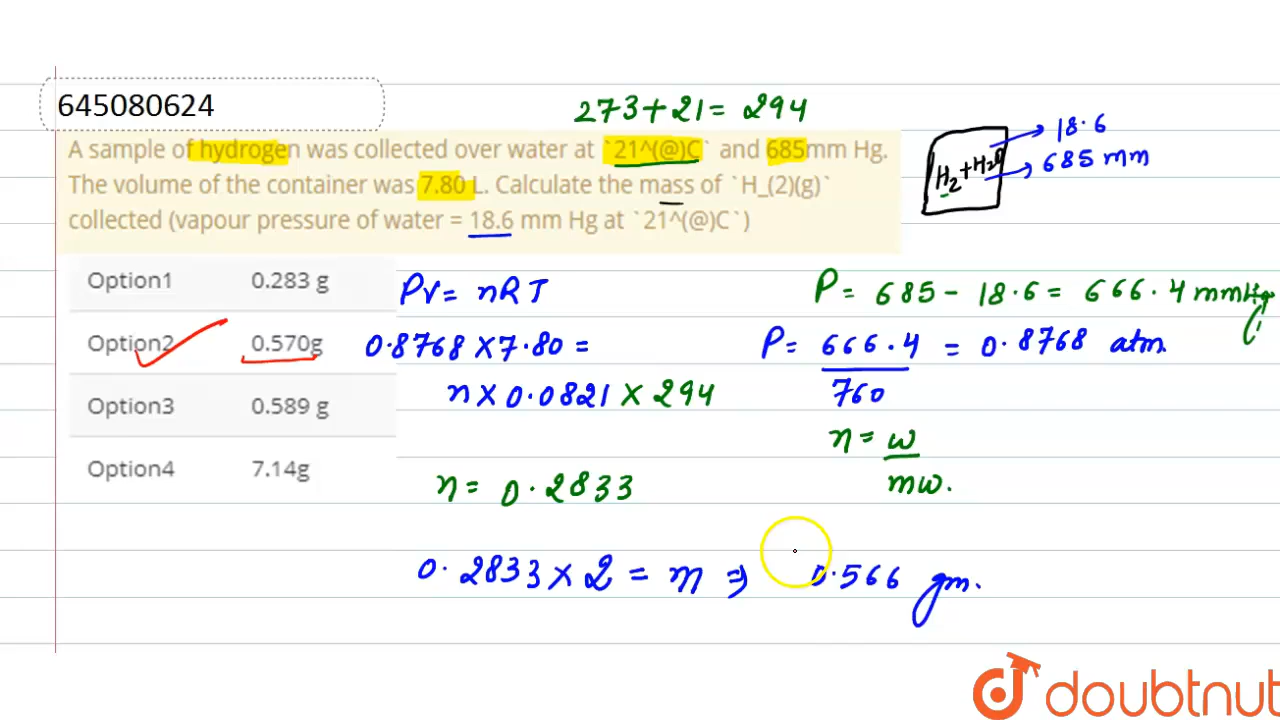 645080624
273+21= 294
A sample of hydrogen was collected over water at `21^(@)C` and 685mm Hg.
The volume of the container was 7.80 L. Calculate the mass of `H_(2)(g)`
collected (vapour pressure of water = 18.6 mm Hg at `21^(@)C`)
18.6
685 mm
H2+H2O
Option1 0.283 g
Option2 0.570g
Option3 0.589 g
Option4 7.14g
PV= nRT
0.8768×7.80=
n×0.0821×294
n= 0.2833
P= 685-18.6= 666.4mmHg
P= 666.4/760 = 0.8768 atm.
n= w/mw.
0.2833×2=m⇒ 0.566 gm.
doubtnut